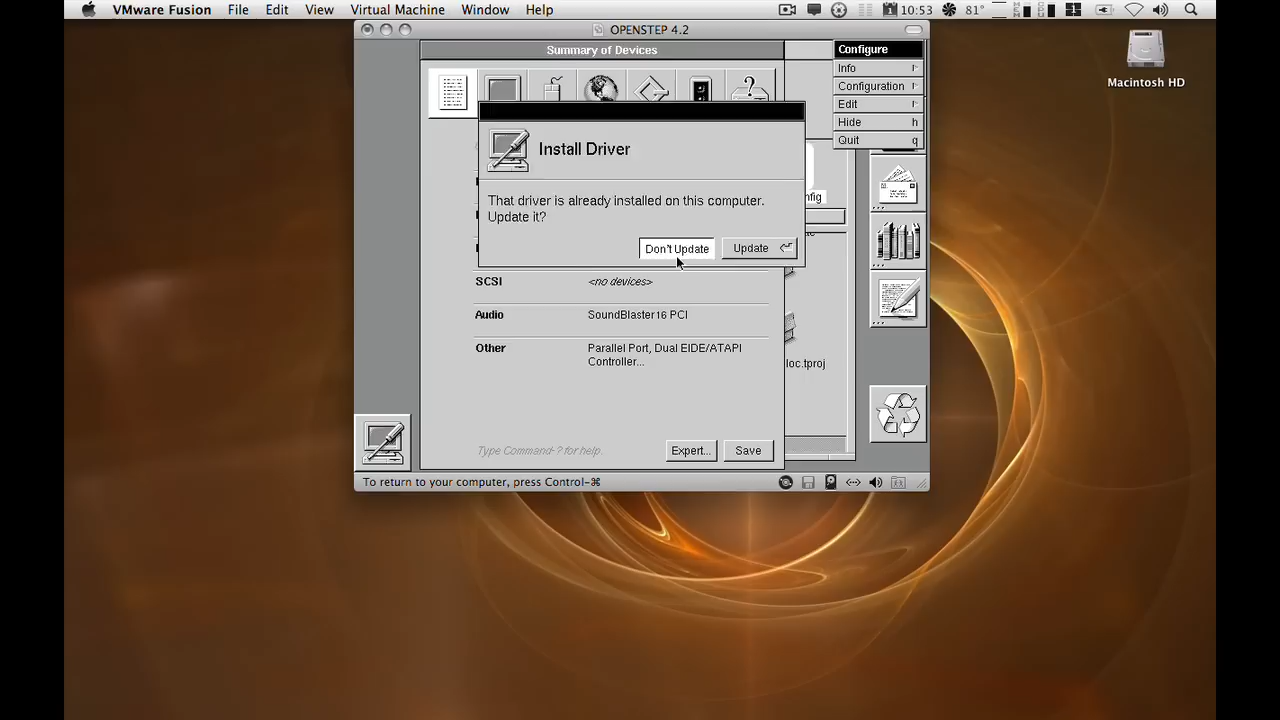 VMware Fusion File Edit View Virtual Machine Window Help 10:53 81°
OPENSTEP 4.2
Macintosh HD
Summary of Devices
Configure
Info
Configuration
Edit
Hide h
Quit q
Install Driver
That driver is already installed on this computer.
Update it?
Don't Update Update
SCSI <no devices>
Audio SoundBlaster16 PCI
Other Parallel Port, Dual EIDE/ATAPI
Controller...
loc.tproj
Type Command-? for help.
Expert... Save
To return to your computer, press Control-⌘